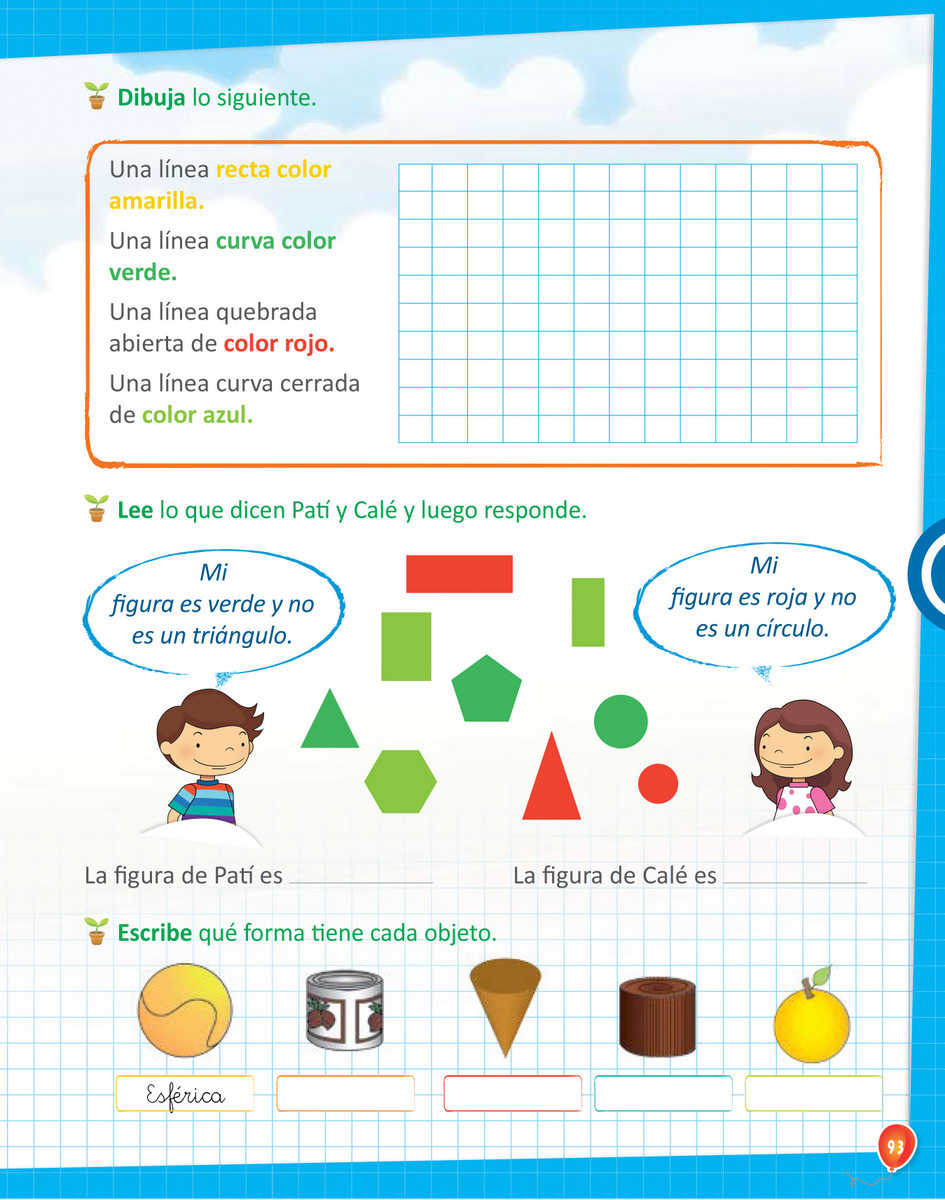 Dibuja lo siguiente.
Una línea recta color
amarilla.
Una línea curva color
verde.
Una línea quebrada
abierta de color rojo.
Una línea curva cerrada
de color azul.
Lee lo que dicen Patí y Calé y luego responde.
Mi
figura es verde y no
es un triángulo.
Mi
figura es roja y no
es un círculo.
La figura de Patí es
La figura de Calé es
Escribe qué forma tiene cada objeto.
Esférica
93